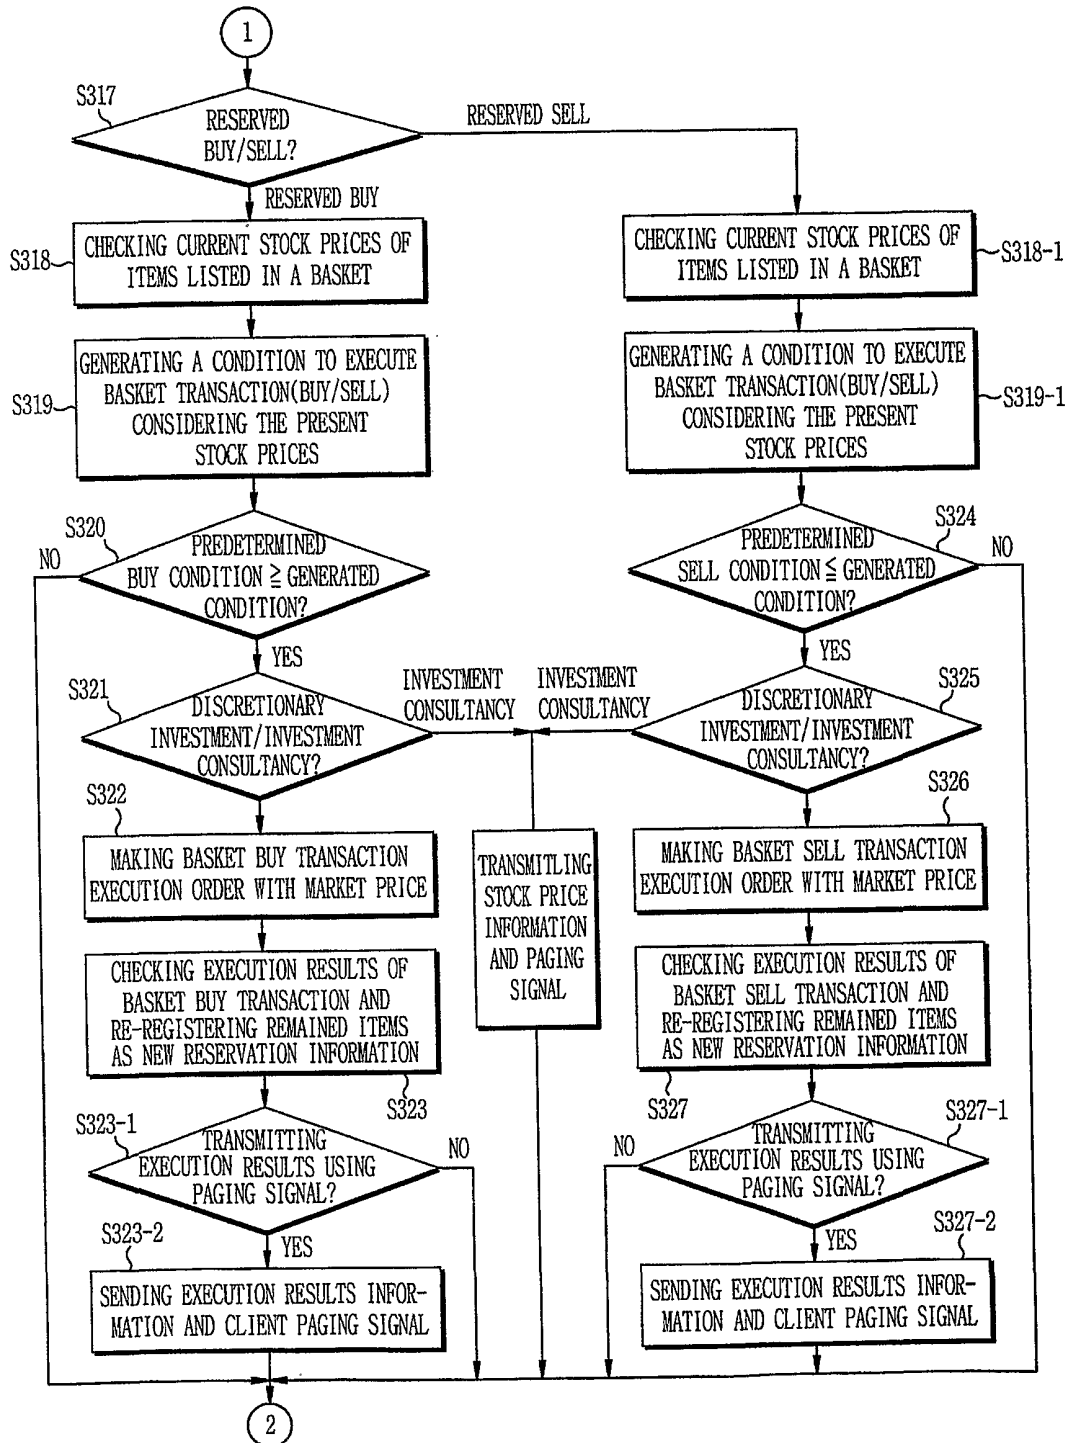 1
S317
RESERVED
BUY/SELL?
RESERVED SELL
RESERVED BUY
S318
CHECKING CURRENT STOCK PRICES OF
ITEMS LISTED IN A BASKET
CHECKING CURRENT STOCK PRICES OF
ITEMS LISTED IN A BASKET
S318-1
S319
GENERATING A CONDITION TO EXECUTE
BASKET TRANSACTION(BUY/SELL)
CONSIDERING THE PRESENT
STOCK PRICES
GENERATING A CONDITION TO EXECUTE
BASKET TRANSACTION(BUY/SELL)
CONSIDERING THE PRESENT
STOCK PRICES
S319-1
S320
NO
PREDETERMINED
BUY CONDITION ≧ GENERATED
CONDITION?
YES
S324
NO
PREDETERMINED
SELL CONDITION ≦ GENERATED
CONDITION?
YES
S321
DISCRETIONARY
INVESTMENT/INVESTMENT
CONSULTANCY?
INVESTMENT
CONSULTANCY
INVESTMENT
CONSULTANCY
S325
DISCRETIONARY
INVESTMENT/INVESTMENT
CONSULTANCY?
S322
MAKING BASKET BUY TRANSACTION
EXECUTION ORDER WITH MARKET PRICE
TRANSMITLING
STOCK PRICE
INFORMATION
AND PAGING
SIGNAL
S326
MAKING BASKET SELL TRANSACTION
EXECUTION ORDER WITH MARKET PRICE
CHECKING EXECUTION RESULTS OF
BASKET BUY TRANSACTION AND
RE-REGISTERING REMAINED ITEMS
AS NEW RESERVATION INFORMATION
S323
CHECKING EXECUTION RESULTS OF
BASKET SELL TRANSACTION AND
RE-REGISTERING REMAINED ITEMS
AS NEW RESERVATION INFORMATION
S327
S323-1
TRANSMITTING
EXECUTION RESULTS USING
PAGING SIGNAL?
NO
YES
S327-1
NO
TRANSMITTING
EXECUTION RESULTS USING
PAGING SIGNAL?
YES
S323-2
SENDING EXECUTION RESULTS INFOR-
MATION AND CLIENT PAGING SIGNAL
S327-2
SENDING EXECUTION RESULTS INFOR-
MATION AND CLIENT PAGING SIGNAL
2